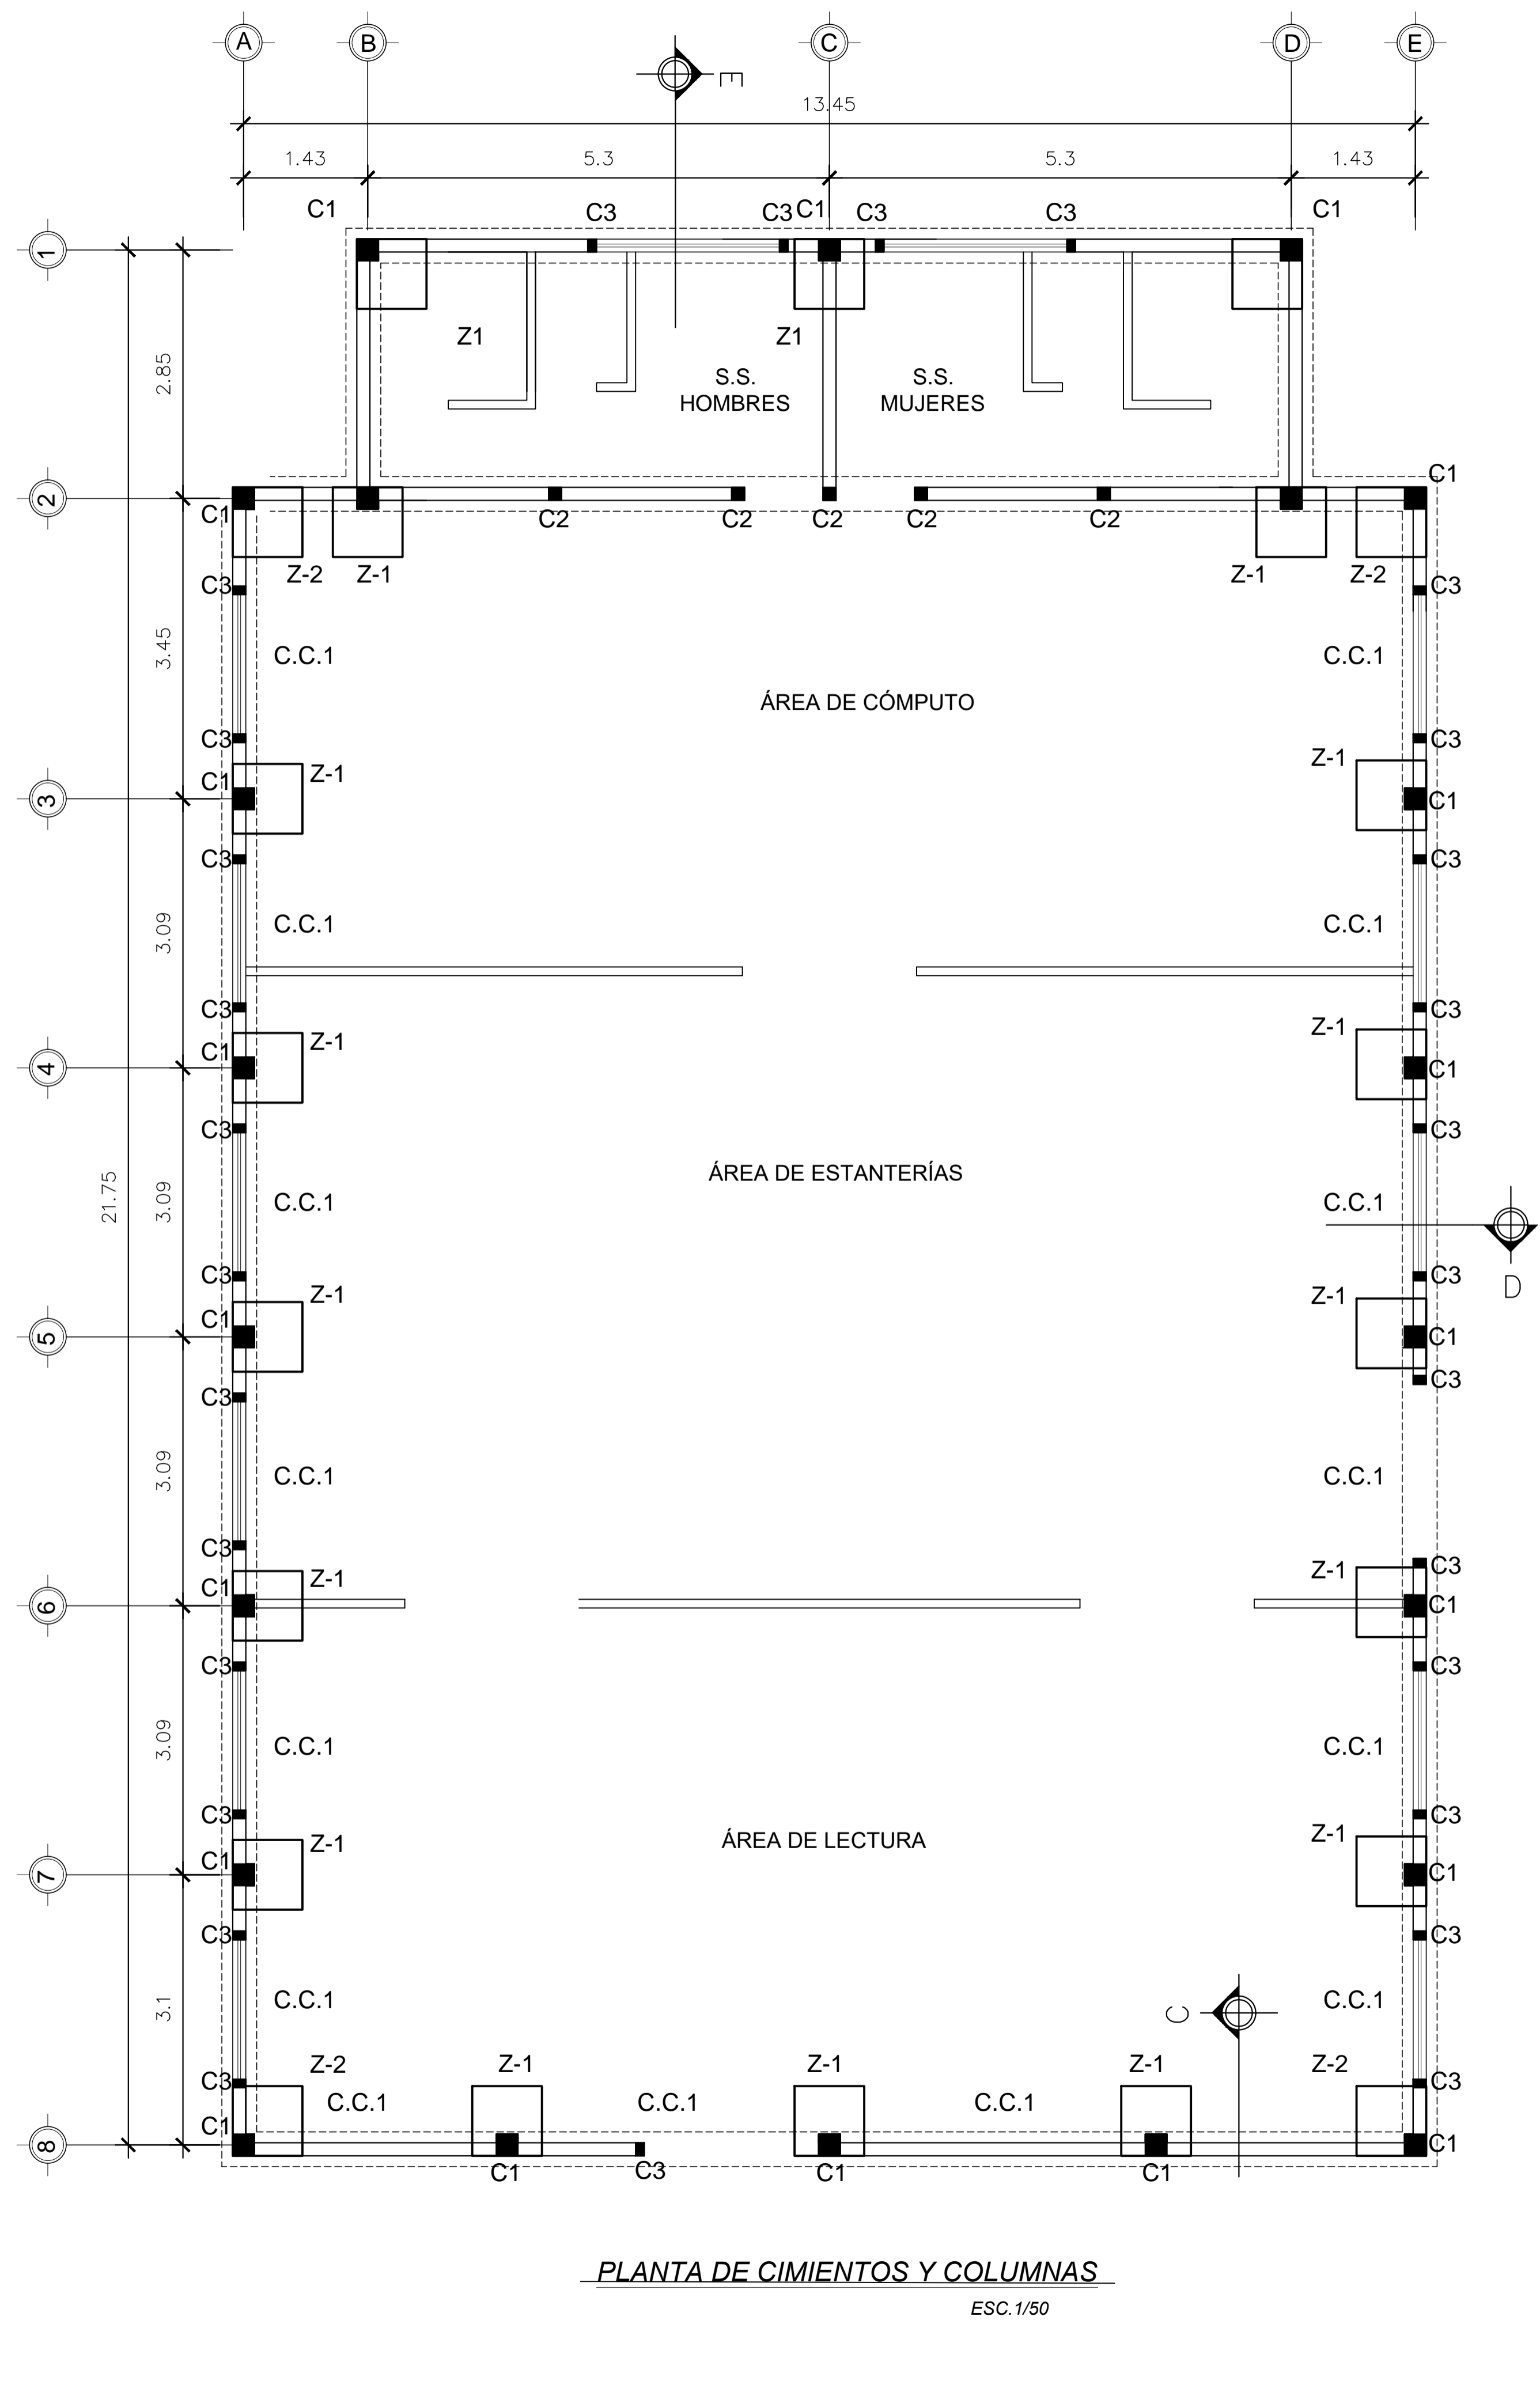 A B C D E
E
13.45
1.43 5.3 5.3 1.43
C1 C3 C3 C1 C3 C3 C1
1
Z1 Z1
2.85
S.S. S.S.
HOMBRES MUJERES
C1
2
C1 C2 C2 C2 C2 C2
Z-2 Z-1 Z-1 Z-2
C3 C3
3.45
C.C.1 C.C.1
ÁREA DE CÓMPUTO
C3 C3
Z-1 Z-1
C1
3 C1
C3 C3
3.09
C.C.1 C.C.1
C3 C3
Z-1 Z-1
C1
4 C1
C3 C3
ÁREA DE ESTANTERÍAS
21.75 3.09
C.C.1 C.C.1
C3 C3
D
Z-1 Z-1
C1
5 C1
C3 C3
3.09
C.C.1 C.C.1
C3 C3
Z-1 Z-1
C1
6 C1
C3 C3
3.09
C.C.1 C.C.1
C3 C3
ÁREA DE LECTURA
Z-1 Z-1
C1
7 C1
C3 C3
3.1
C.C.1 C.C.1
C
Z-2 Z-1 Z-1 Z-1 Z-2
C3 C3
C.C.1 C.C.1 C.C.1
C1
8 C1
C1 C3 C1 C1
PLANTA DE CIMIENTOS Y COLUMNAS
ESC.1/50